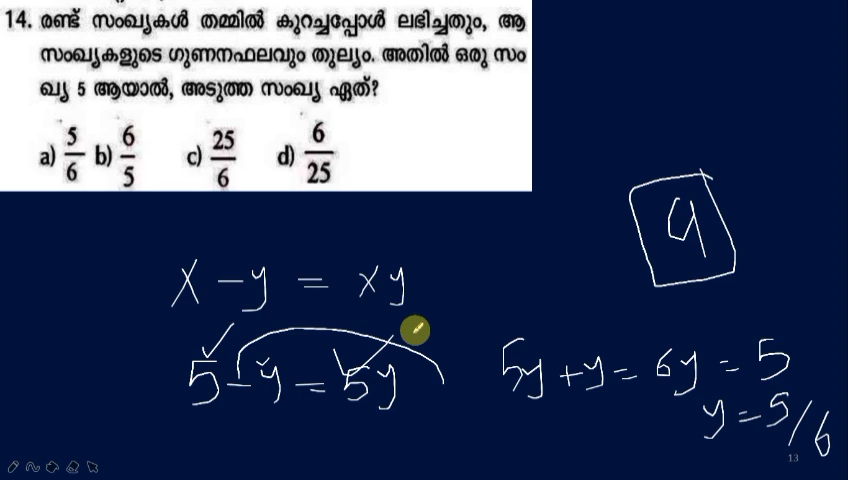 14. രണ്ട് സംഖ്യകൾ തമ്മിൽ കുറച്ചപ്പോൾ ലഭിച്ചതും, ആ
സംഖ്യകളുടെ ഗുണനഫലവും തുല്യം. അതിൽ ഒരു സം
ഖ്യ 5 ആയാൽ, അടുത്ത സംഖ്യ ഏത്?
a) 5/6 b) 6/5 c) 25/6 d) 6/25
9
x - y = xy
5 - y = 5y
5y + y = 6y = 5
y = 5/6
13